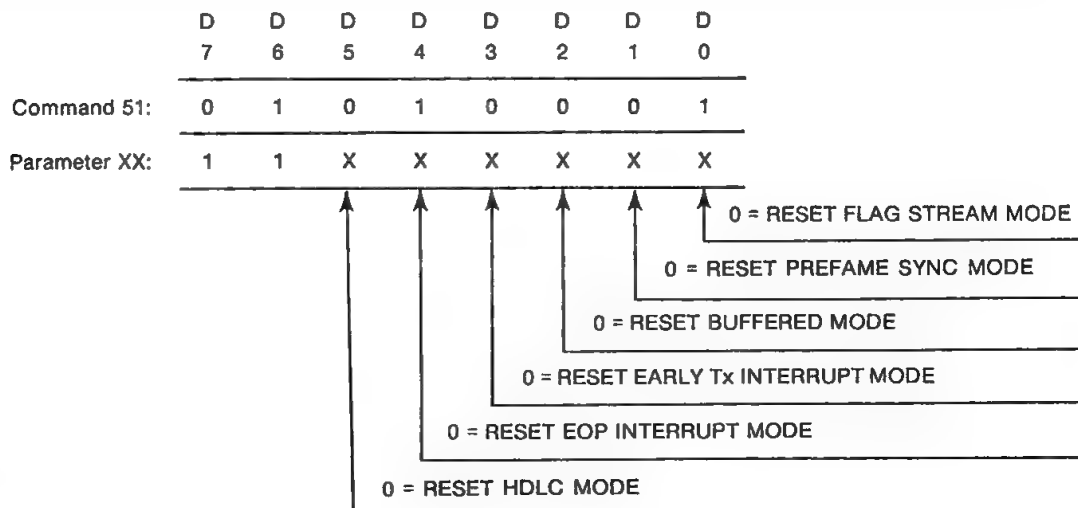 D D D D D D D D
7 6 5 4 3 2 1 0
Command 51: 0 1 0 1 0 0 0 1
Parameter XX: 1 1 X X X X X X
0 = RESET FLAG STREAM MODE
0 = RESET PREFAME SYNC MODE
0 = RESET BUFFERED MODE
0 = RESET EARLY Tx INTERRUPT MODE
0 = RESET EOP INTERRUPT MODE
0 = RESET HDLC MODE